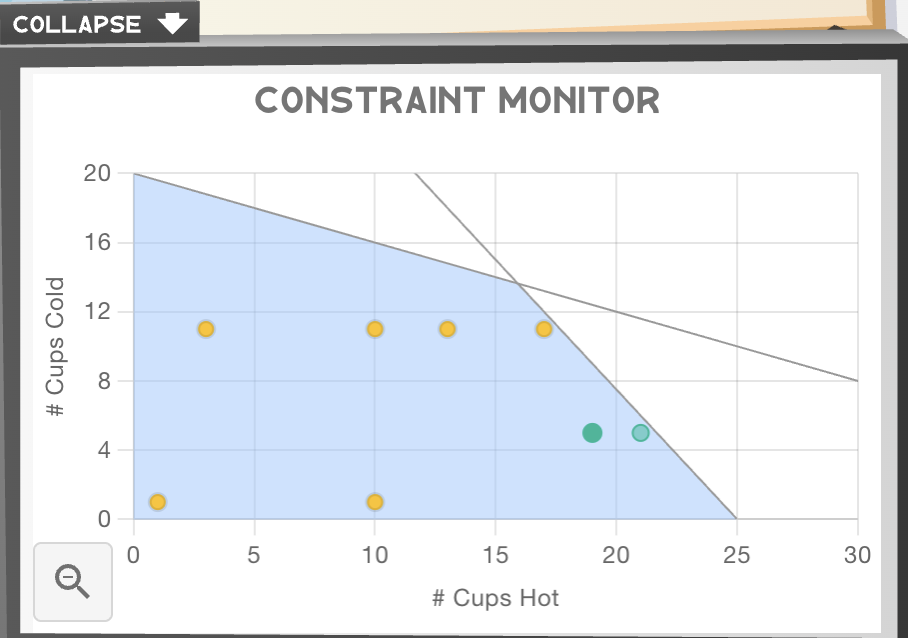 COLLAPSE
CONSTRAINT MONITOR
20
16
12
8
4
0
# Cups Cold
0 5 10 15 20 25 30
# Cups Hot